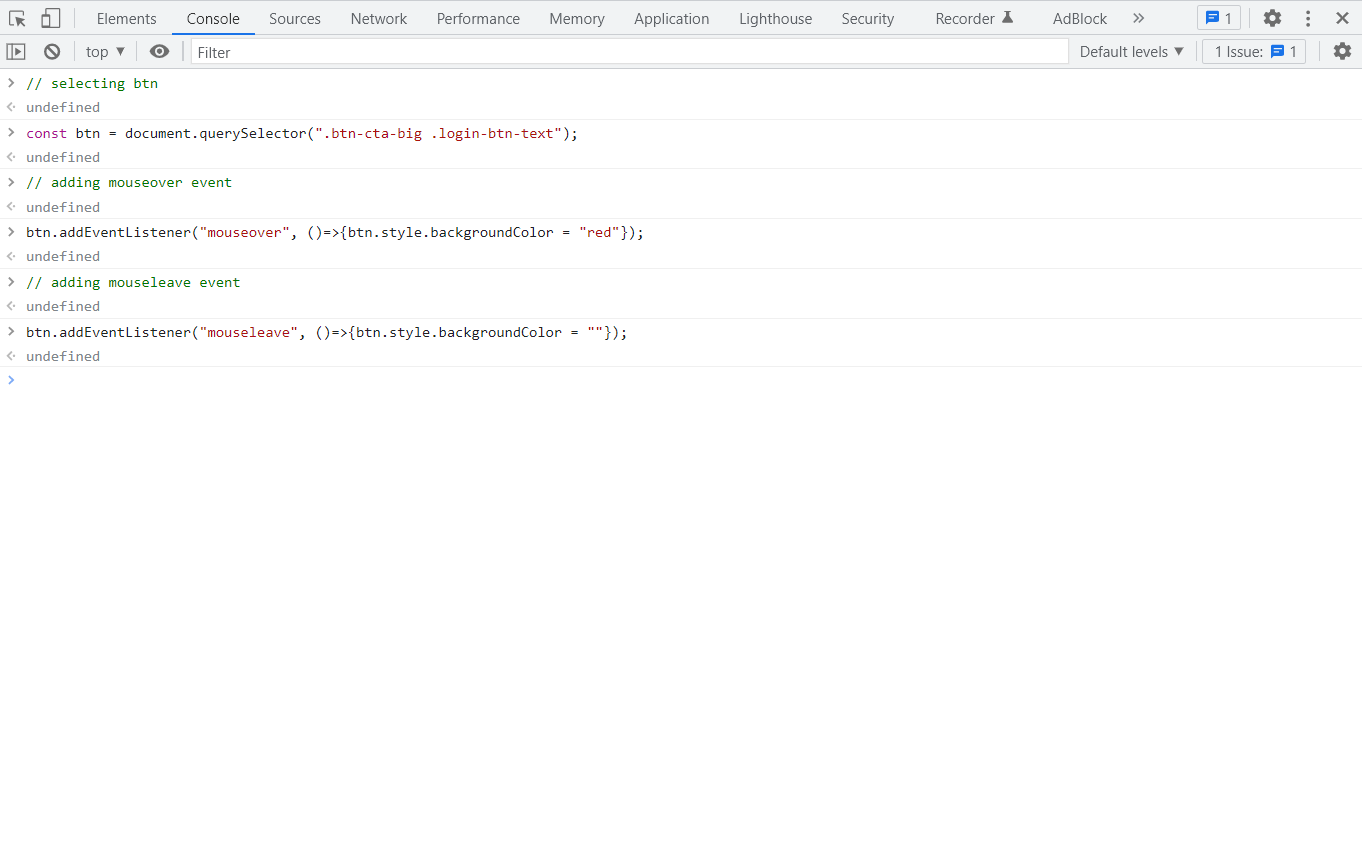 Elements Console Sources Network Performance Memory Application Lighthouse Security Recorder AdBlock 1
top Filter Default levels 1 Issue: 1
// selecting btn
undefined
const btn = document.querySelector(".btn-cta-big .login-btn-text");
undefined
// adding mouseover event
undefined
btn.addEventListener("mouseover", ()=>{btn.style.backgroundColor = "red"});
undefined
// adding mouseleave event
undefined
btn.addEventListener("mouseleave", ()=>{btn.style.backgroundColor = ""});
undefined